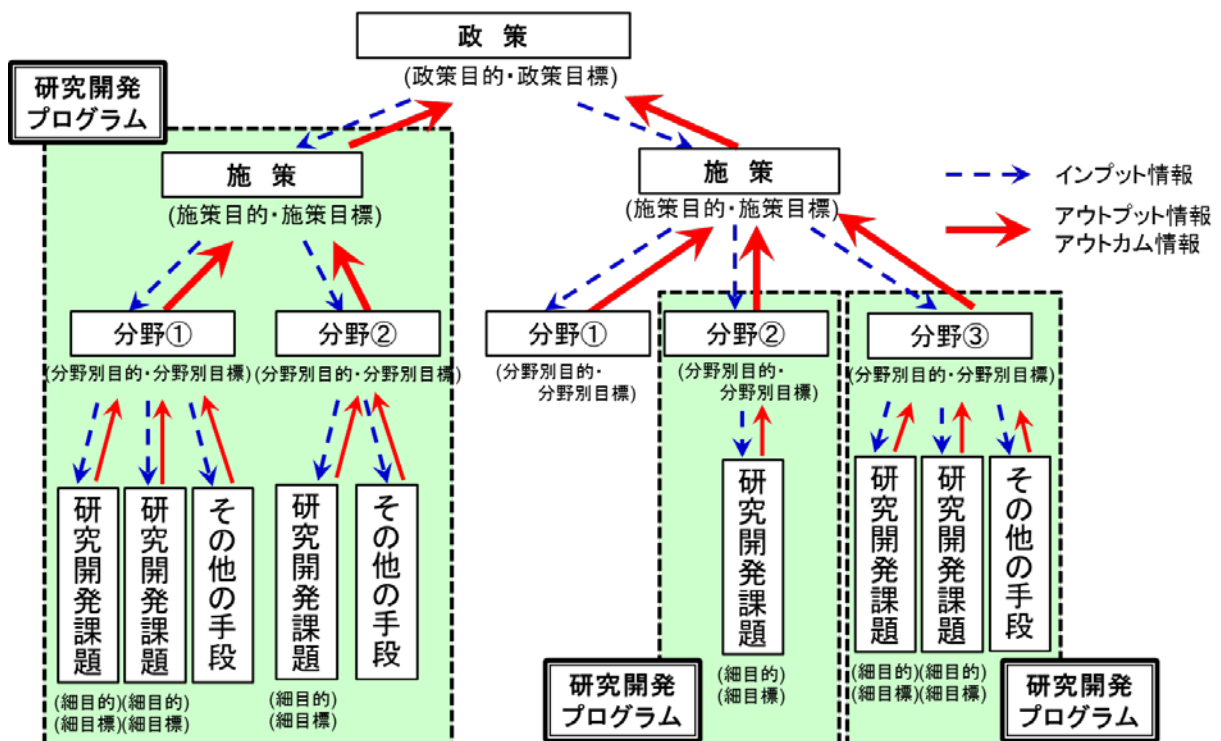 政 策
(政策目的・政策目標)
研究開発
プログラム
施 策
(施策目的・施策目標)
施 策
(施策目的・施策目標)
インプット情報
アウトプット情報
アウトカム情報
分野①
(分野別目的・分野別目標)
分野②
(分野別目的・分野別目標)
分野①
(分野別目的・
分野別目標)
分野②
(分野別目的・
分野別目標)
分野③
(分野別目的・分野別目標)
研究開発課題
(細目的)
(細目標)
研究開発課題
(細目的)
(細目標)
その他の手段
研究開発課題
(細目的)
(細目標)
その他の手段
研究開発課題
(細目的)
(細目標)
研究開発課題
(細目的)
(細目標)
研究開発課題
(細目的)
(細目標)
その他の手段
研究開発
プログラム
研究開発
プログラム